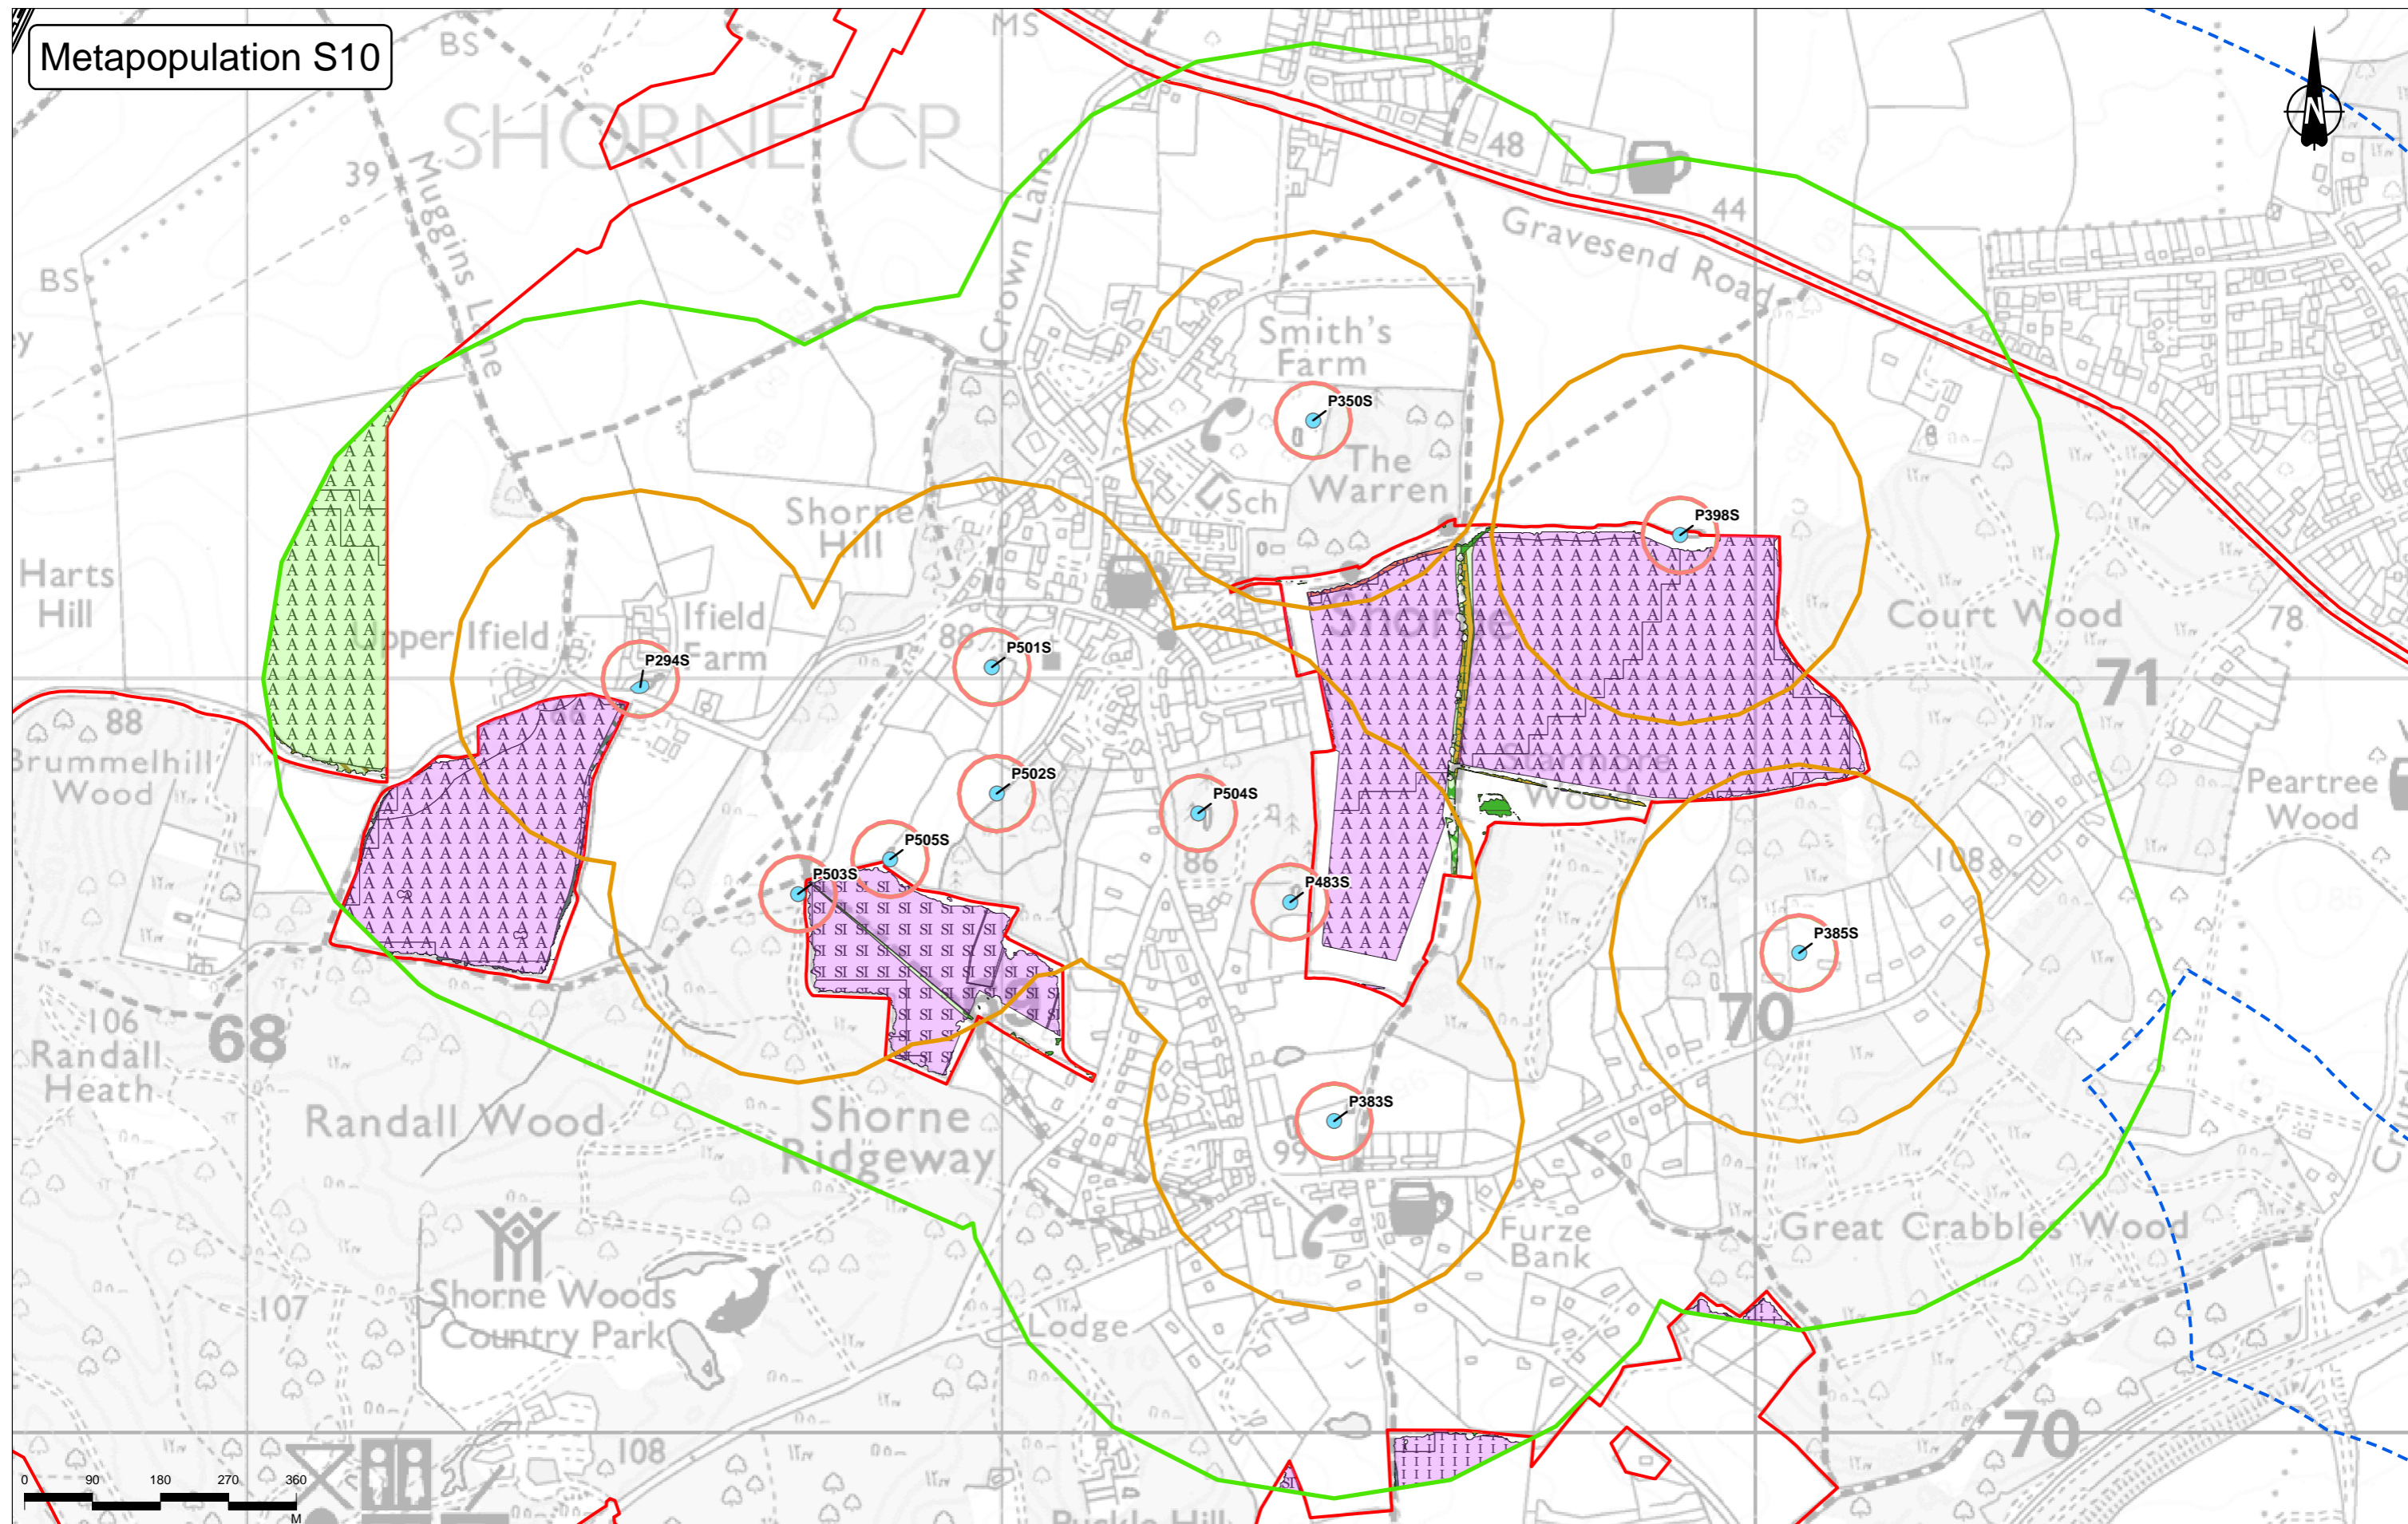 Metapopulation S10
BS
MS
SHORNE CP
39
Muggins Lane
Crown Lane
48
44
Gravesend Road
BS
Smith's
Farm
P350S
The
Warren
Sch
Shorne
Hill
P398S
Harts
Hill
Upper Ifield
Ifield
Farm
P294S
88
P501S
Shorne
Court Wood
78
71
88
Brummelhill
Wood
P502S
P504S
86
Starmore
Wood
Peartree
Wood
P505S
P503S
P483S
108
P385S
106
Randall
Heath
68
70
Randall Wood
Shorne
Ridgeway
P383S
99
Furze
Bank
Great Crabbles Wood
Shorne Woods
Country Park
107
Lodge
108
70
0 90 180 270 360
M
N